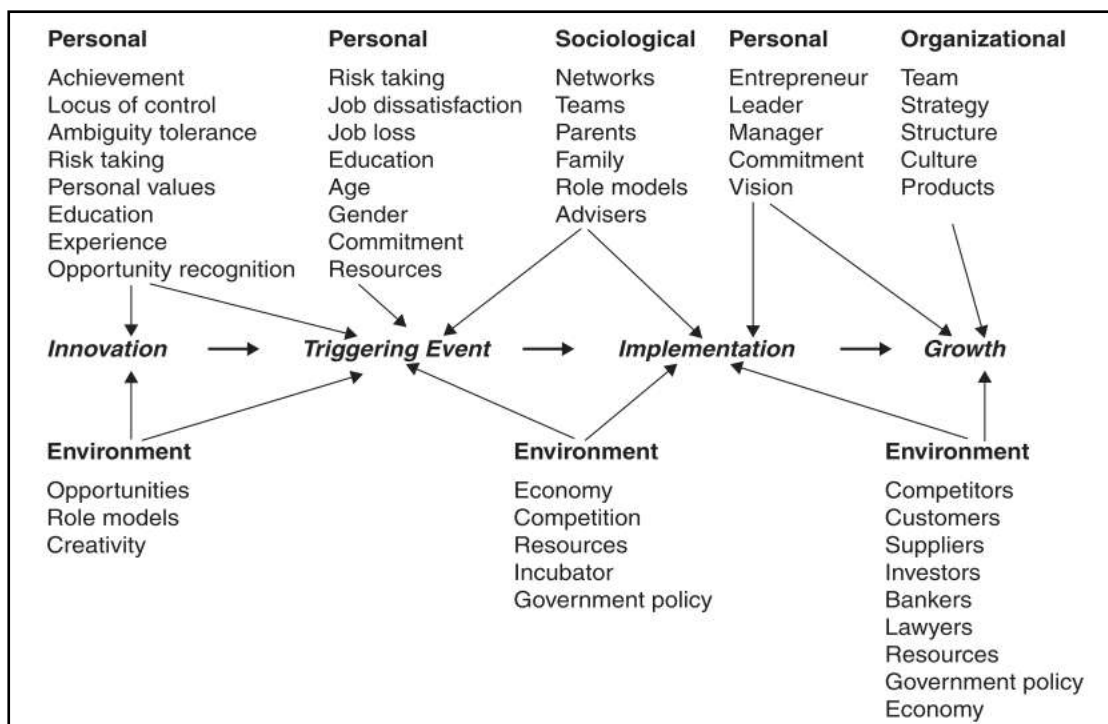 Personal
Achievement
Locus of control
Ambiguity tolerance
Risk taking
Personal values
Education
Experience
Opportunity recognition
Personal
Risk taking
Job dissatisfaction
Job loss
Education
Age
Gender
Commitment
Resources
Sociological
Networks
Teams
Parents
Family
Role models
Advisers
Personal
Entrepreneur
Leader
Manager
Commitment
Vision
Organizational
Team
Strategy
Structure
Culture
Products
Innovation
Triggering Event
Implementation
Growth
Environment
Opportunities
Role models
Creativity
Environment
Economy
Competition
Resources
Incubator
Government policy
Environment
Competitors
Customers
Suppliers
Investors
Bankers
Lawyers
Resources
Government policy
Economy